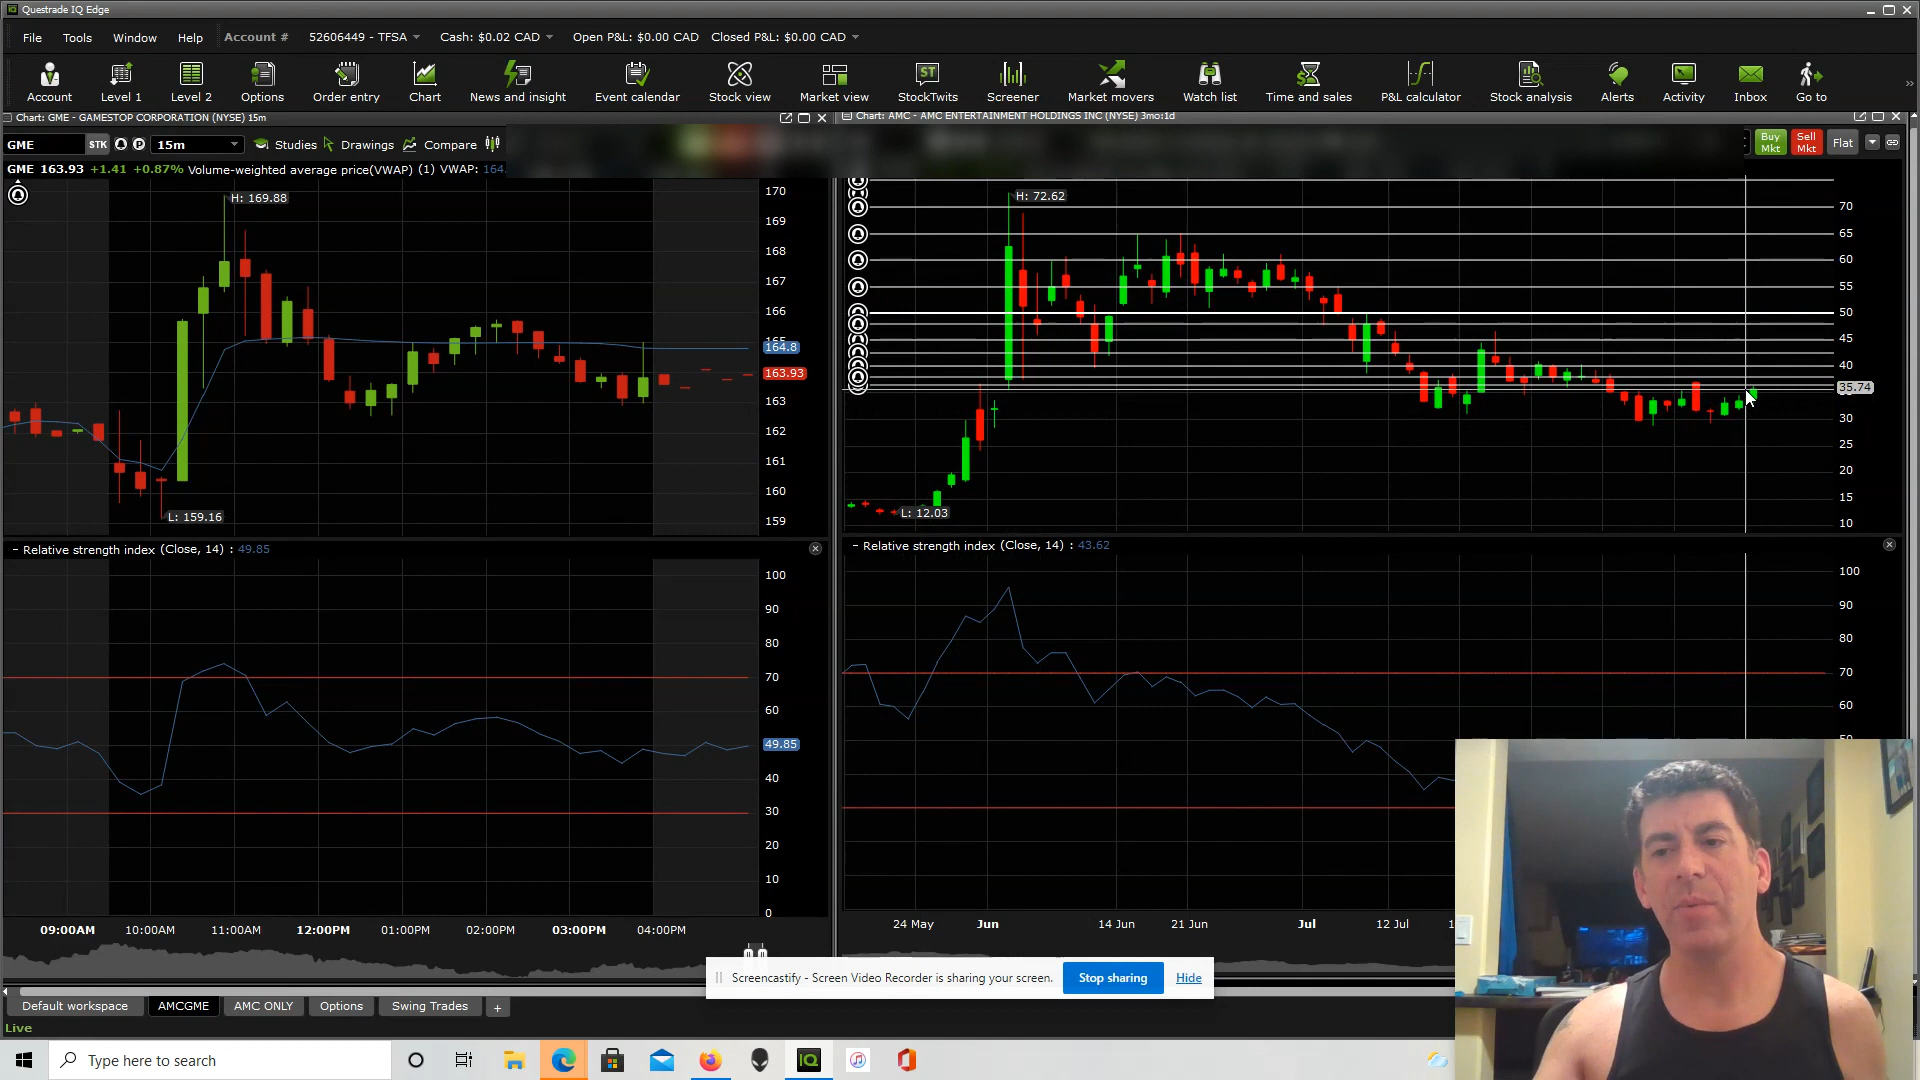 Questrade IQ Edge
File Tools Window Help Account # 52606449 - TFSA Cash: $0.02 CAD Open P&L: $0.00 CAD Closed P&L: $0.00 CAD
Account Level 1 Level 2 Options Order entry Chart News and insight Event calendar Stock view Market view StockTwits Screener Market movers Watch list Time and sales P&L calculator Stock analysis Alerts Activity Inbox Go to
Chart: GME - GAMESTOP CORPORATION (NYSE) 15m
GME STK 15m Studies Drawings Compare
GME 163.93 +1.41 +0.87% Volume-weighted average price(VWAP) (1) VWAP: 164.
H: 169.88
L: 159.16
170
169
168
167
166
165
164.8
163.93
163
162
161
160
159
Relative strength index (Close, 14) : 49.85
100
90
80
70
60
49.85
40
30
20
10
0
09:00AM 10:00AM 11:00AM 12:00PM 01:00PM 02:00PM 03:00PM 04:00PM
Chart: AMC - AMC ENTERTAINMENT HOLDINGS INC (NYSE) 3mo:1d
Buy Mkt Sell Mkt Flat
H: 72.62
L: 12.03
70
65
60
55
50
45
40
35.74
30
25
20
15
10
Relative strength index (Close, 14) : 43.62
100
90
80
70
60
24 May Jun 14 Jun 21 Jun Jul 12 Jul
Screencastify - Screen Video Recorder is sharing your screen. Stop sharing Hide
Default workspace AMCGME AMC ONLY Options Swing Trades +
Live
Type here to search
IQ